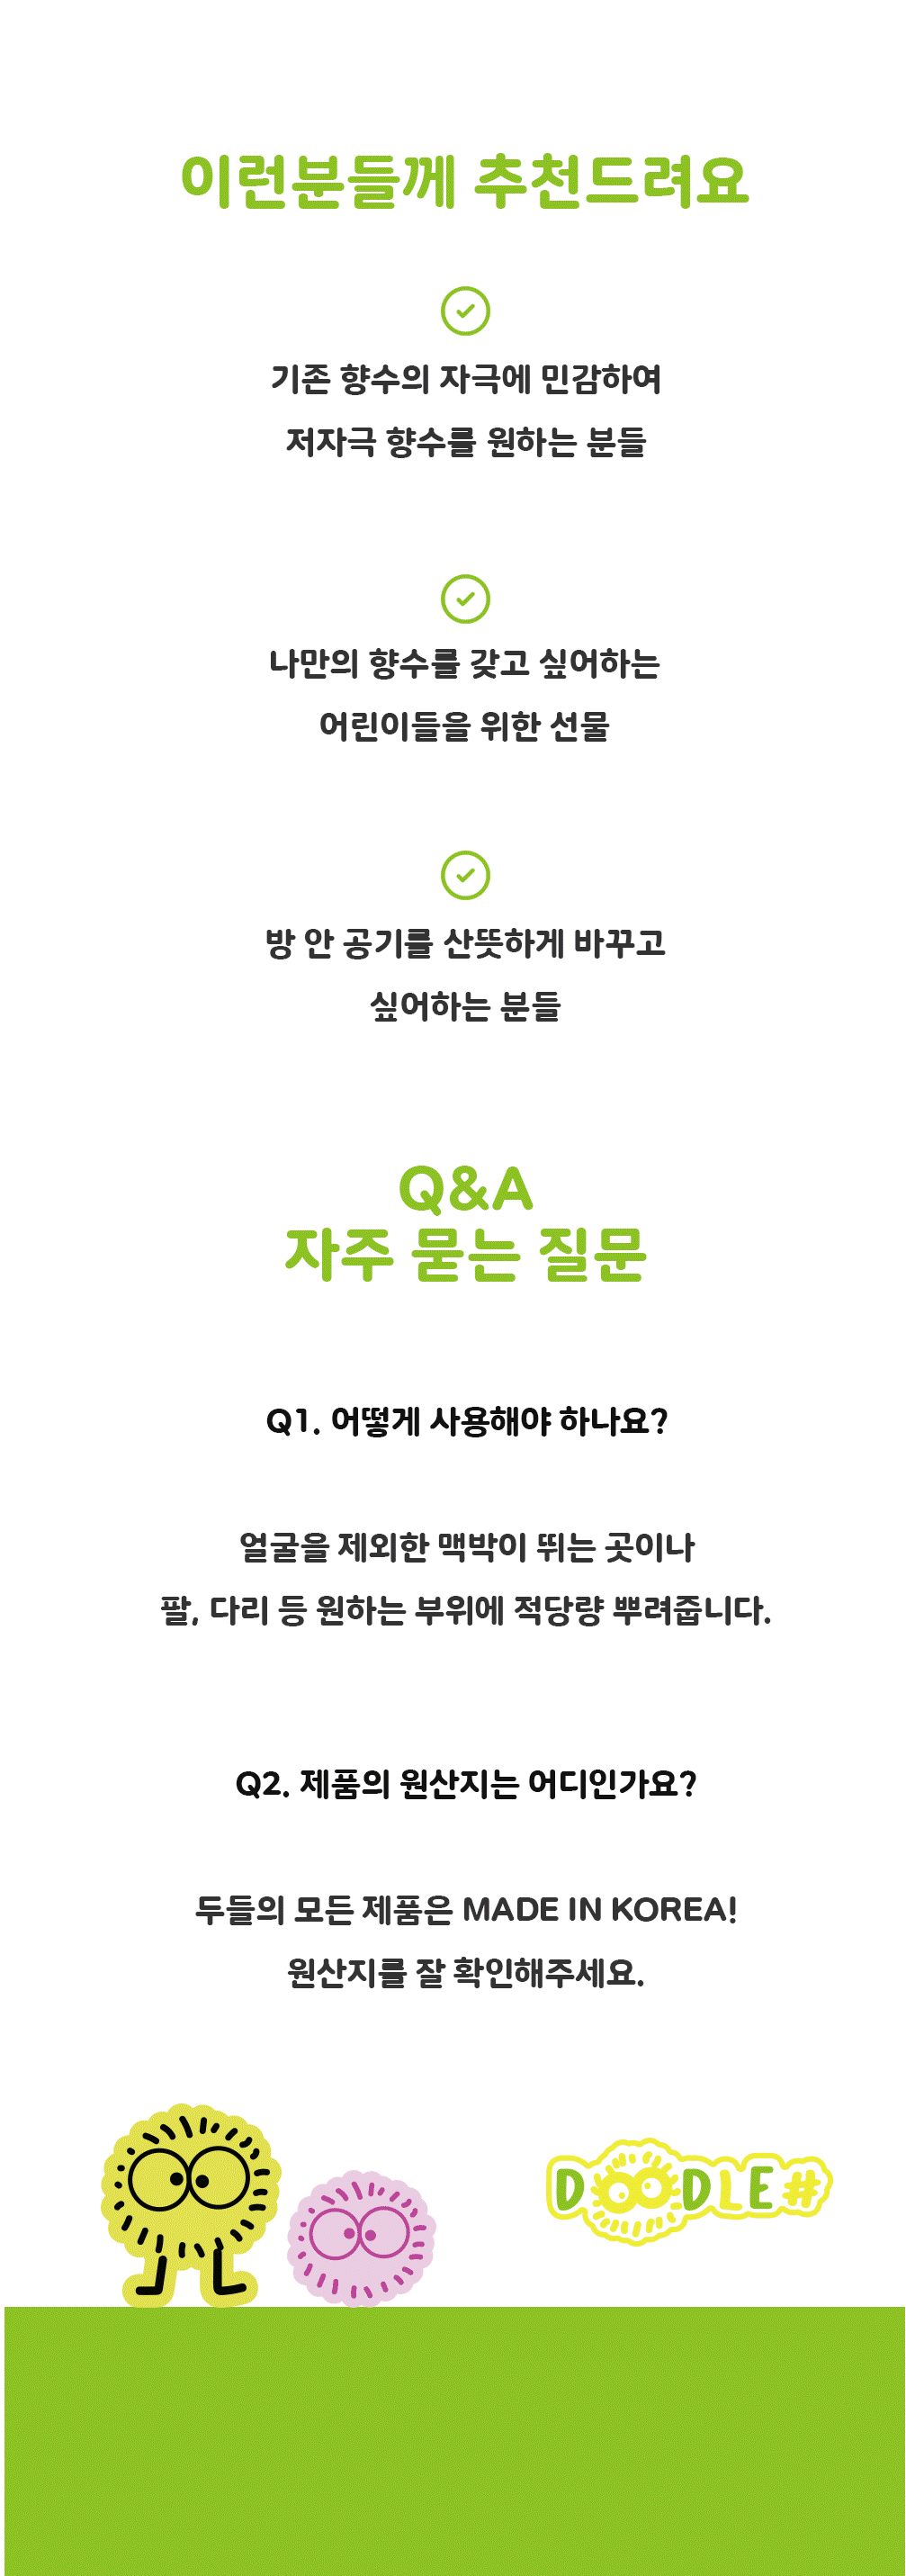 이런분들께 추천드려요
기존 향수의 자극에 민감하여
저자극 향수를 원하는 분들
나만의 향수를 갖고 싶어하는
어린이들을 위한 선물
방 안 공기를 산뜻하게 바꾸고
싶어하는 분들
Q&A
자주 묻는 질문
Q1. 어떻게 사용해야 하나요?
얼굴을 제외한 맥박이 뛰는 곳이나
팔, 다리 등 원하는 부위에 적당량 뿌려줍니다.
Q2. 제품의 원산지는 어디인가요?
두들의 모든 제품은 MADE IN KOREA!
원산지를 잘 확인해주세요.
DOODLE#